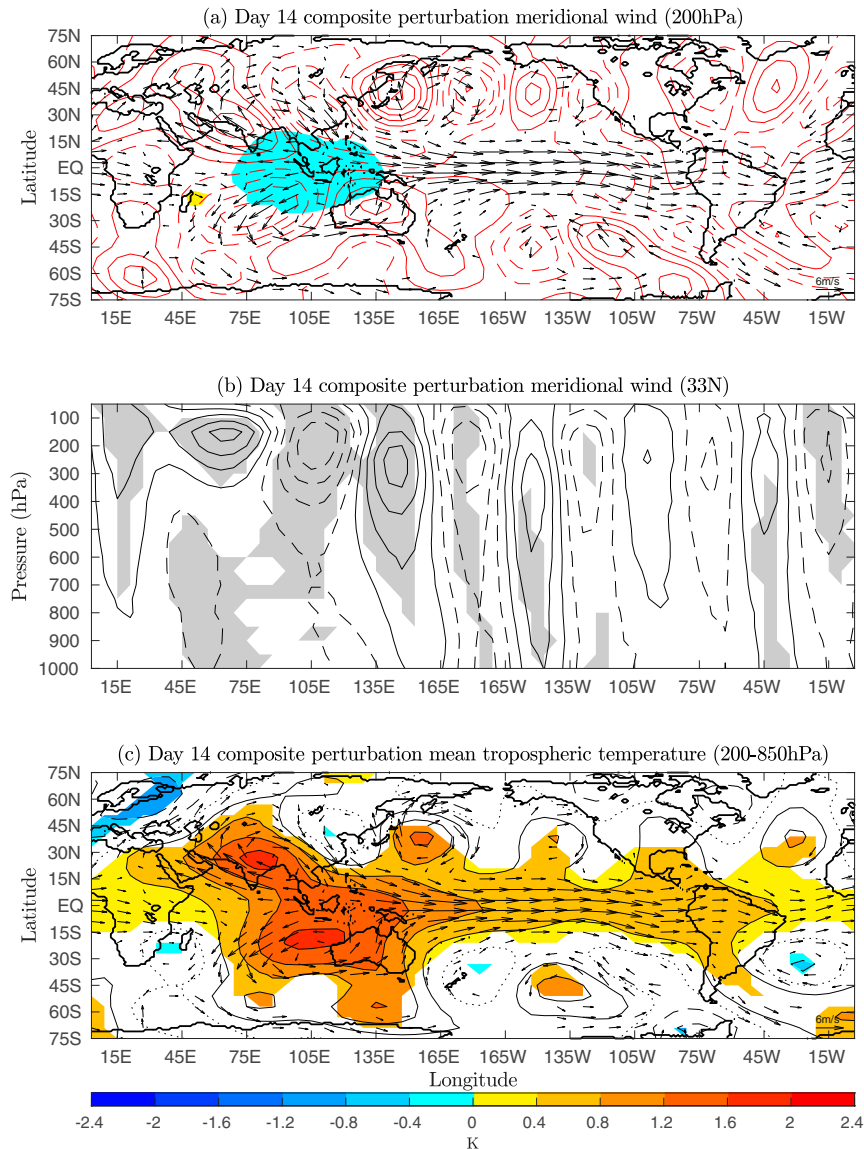 (a) Day 14 composite perturbation meridional wind (200hPa)
75N
60N
45N
30N
15N
EQ
15S
30S
45S
60S
75S
Latitude
6m/s
15E 45E 75E 105E 135E 165E 165W 135W 105W 75W 45W 15W
(b) Day 14 composite perturbation meridional wind (33N)
100
200
300
400
500
600
700
800
900
1000
Pressure (hPa)
15E 45E 75E 105E 135E 165E 165W 135W 105W 75W 45W 15W
(c) Day 14 composite perturbation mean tropospheric temperature (200-850hPa)
75N
60N
45N
30N
15N
EQ
15S
30S
45S
60S
75S
Latitude
6m/s
15E 45E 75E 105E 135E 165E 165W 135W 105W 75W 45W 15W
Longitude
-2.4 -2 -1.6 -1.2 -0.8 -0.4 0 0.4 0.8 1.2 1.6 2 2.4
K